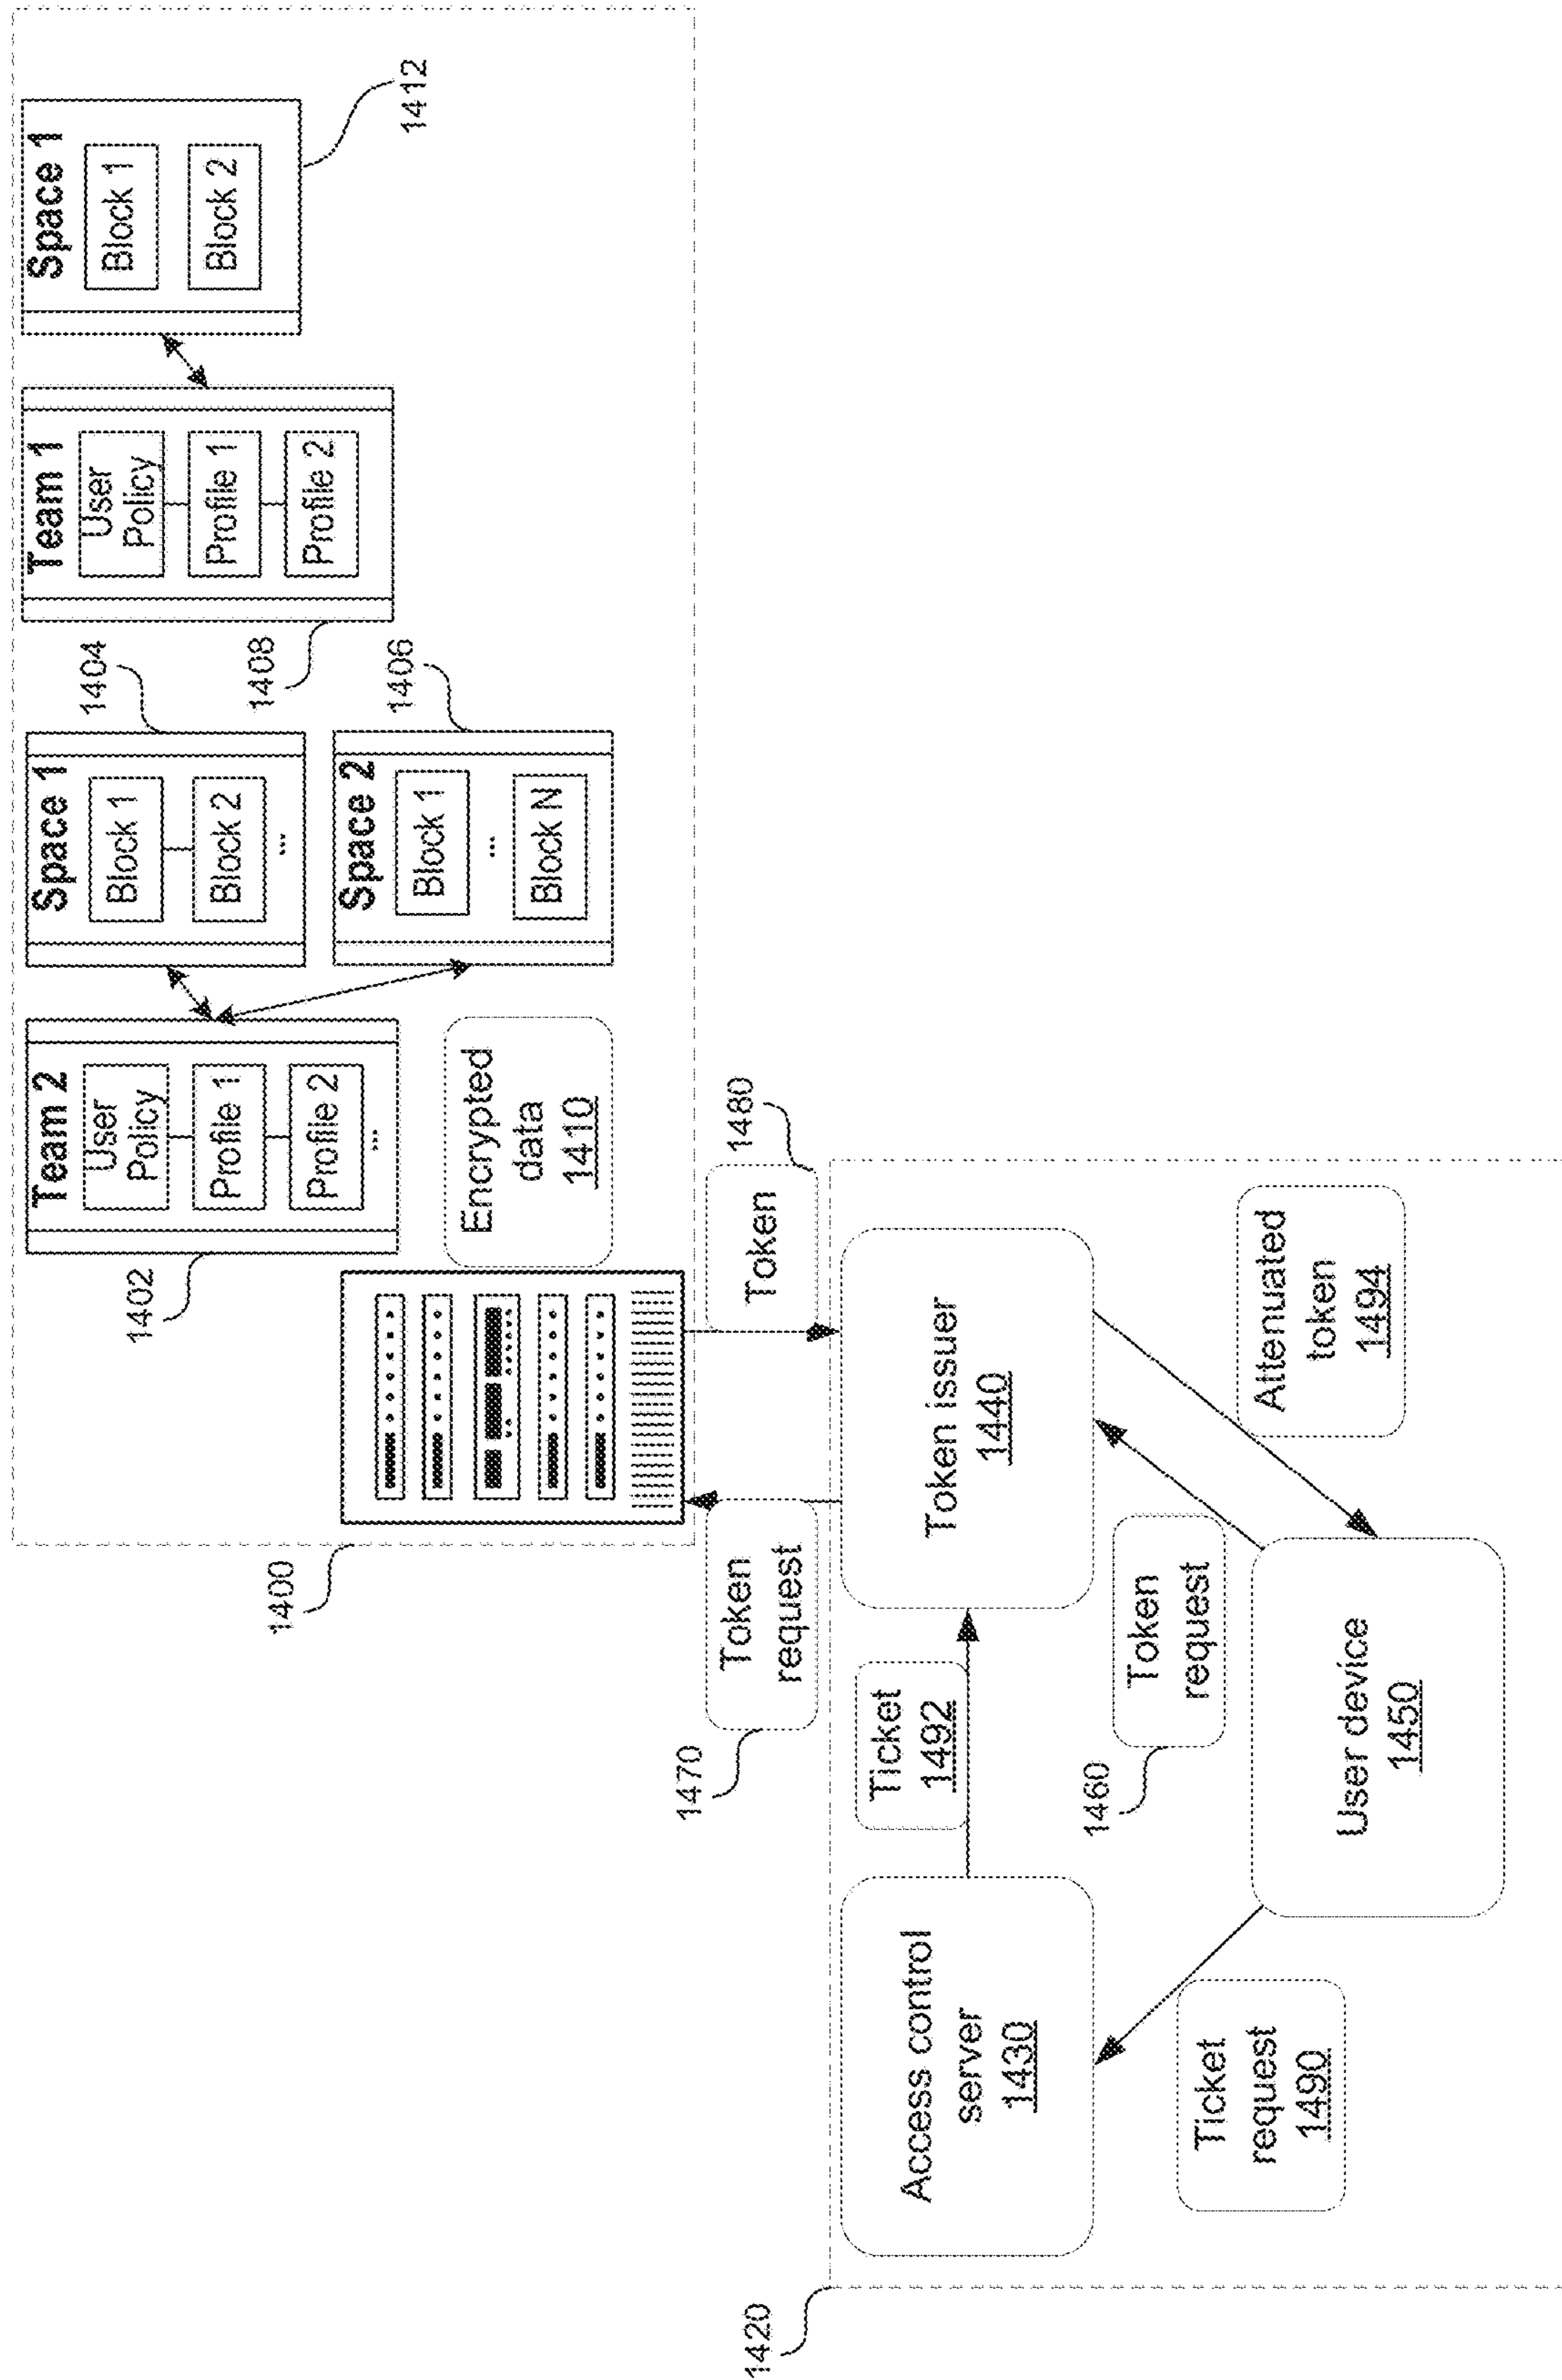 1400
1402
Team 2
User
Policy
Profile 1
Profile 2
...
Space 1
Block 1
Block 2
...
1404
Space 2
Block 1
...
Block N
1406
Team 1
User
Policy
Profile 1
Profile 2
1408
Space 1
Block 1
Block 2
1412
Encrypted
data
1410
1470
Token
request
Token
1480
1420
Access control
server
1430
Ticket
1492
Token issuer
1440
Ticket
request
1490
1460
Token
request
Attenuated
token
1494
User device
1450